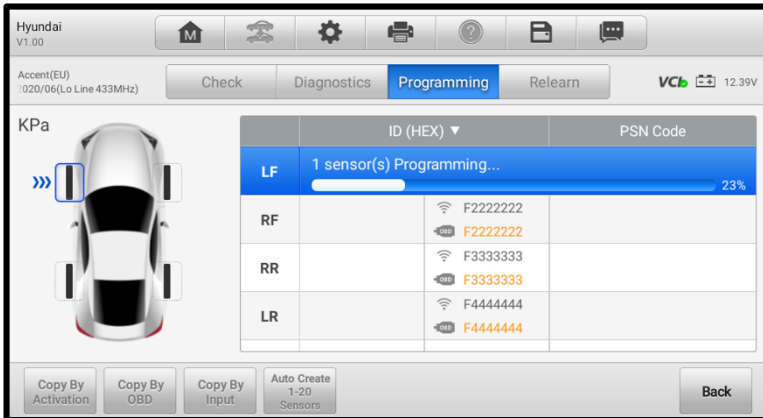 Hyundai
V1.00
M
?
Accent(EU)
2020/06(Lo Line 433MHz)
Check
Diagnostics
Programming
Relearn
VCI
12.39V
KPa
ID (HEX) ▼
PSN Code
LF
1 sensor(s) Programming...
23%
RF
F2222222
OBD
F2222222
RR
F3333333
OBD
F3333333
LR
F4444444
OBD
F4444444
Copy By
Activation
Copy By
OBD
Copy By
Input
Auto Create
1-20
Sensors
Back